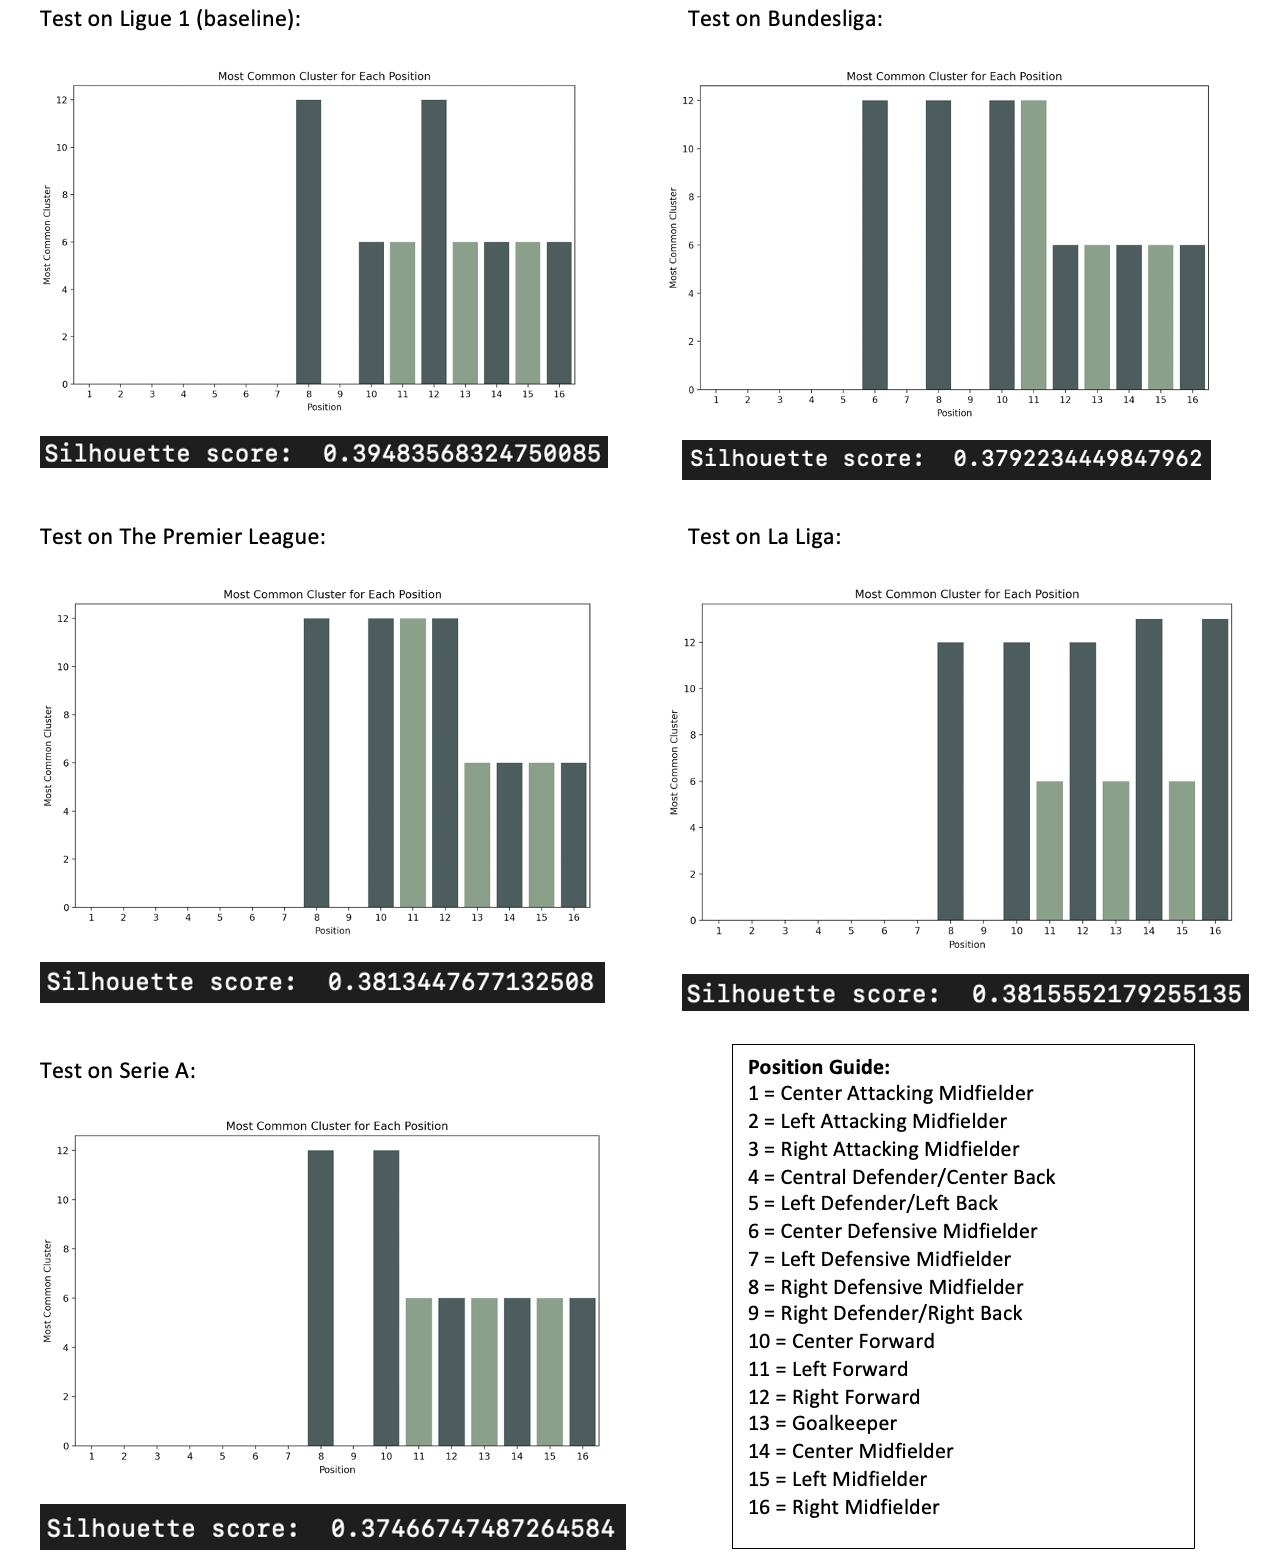 Test on Ligue 1 (baseline):
Most Common Cluster for Each Position
12
10
8
6
4
2
0
Most Common Cluster
1 2 3 4 5 6 7 8 9 10 11 12 13 14 15 16
Position
Silhouette score: 0.39483568324750085
Test on Bundesliga:
Most Common Cluster for Each Position
12
10
8
6
4
2
0
Most Common Cluster
1 2 3 4 5 6 7 8 9 10 11 12 13 14 15 16
Position
Silhouette score: 0.3792234449847962
Test on The Premier League:
Most Common Cluster for Each Position
12
10
8
6
4
2
0
Most Common Cluster
1 2 3 4 5 6 7 8 9 10 11 12 13 14 15 16
Position
Silhouette score: 0.3813447677132508
Test on La Liga:
Most Common Cluster for Each Position
12
10
8
6
4
2
0
Most Common Cluster
1 2 3 4 5 6 7 8 9 10 11 12 13 14 15 16
Position
Silhouette score: 0.3815552179255135
Test on Serie A:
Most Common Cluster for Each Position
12
10
8
6
4
2
0
Most Common Cluster
1 2 3 4 5 6 7 8 9 10 11 12 13 14 15 16
Position
Silhouette score: 0.37466747487264584
Position Guide:
1 = Center Attacking Midfielder
2 = Left Attacking Midfielder
3 = Right Attacking Midfielder
4 = Central Defender/Center Back
5 = Left Defender/Left Back
6 = Center Defensive Midfielder
7 = Left Defensive Midfielder
8 = Right Defensive Midfielder
9 = Right Defender/Right Back
10 = Center Forward
11 = Left Forward
12 = Right Forward
13 = Goalkeeper
14 = Center Midfielder
15 = Left Midfielder
16 = Right Midfielder